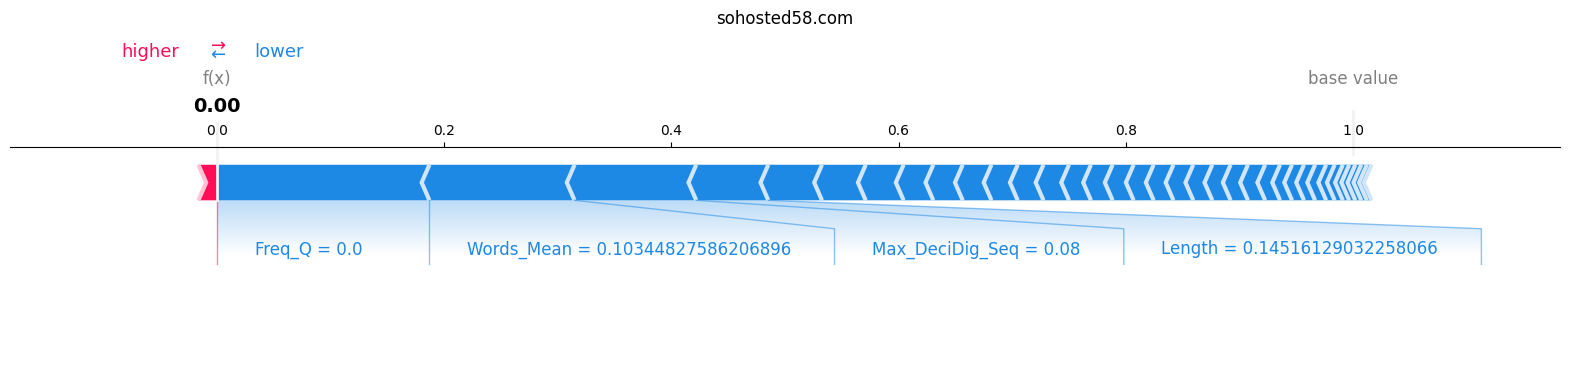 sohosted58.com
higher → ← lower
f(x) base value
0.00
0.0 0.2 0.4 0.6 0.8 1.0
Freq_Q = 0.0 Words_Mean = 0.10344827586206896 Max_DeciDig_Seq = 0.08 Length = 0.14516129032258066